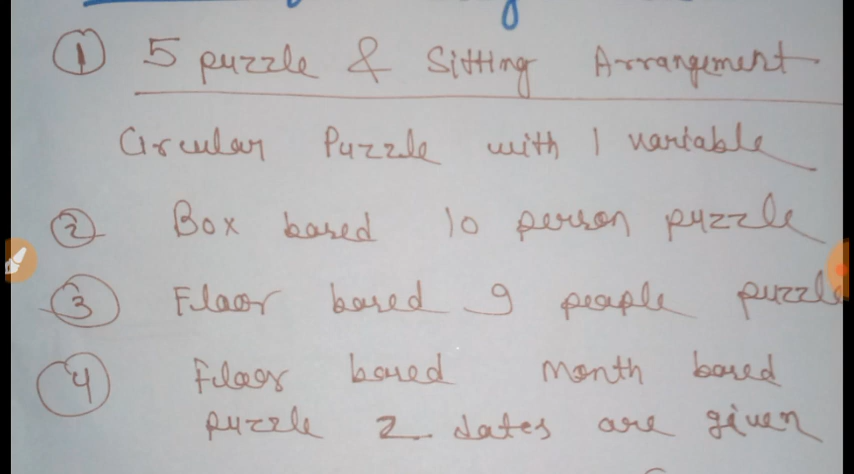 ① 5 puzzle & Sitting Arrangement
Circular Puzzle with 1 variable
② Box based 10 person puzzle
③ Floor based 9 people puzzle
④ Floor based Month based
puzzle 2 dates are given